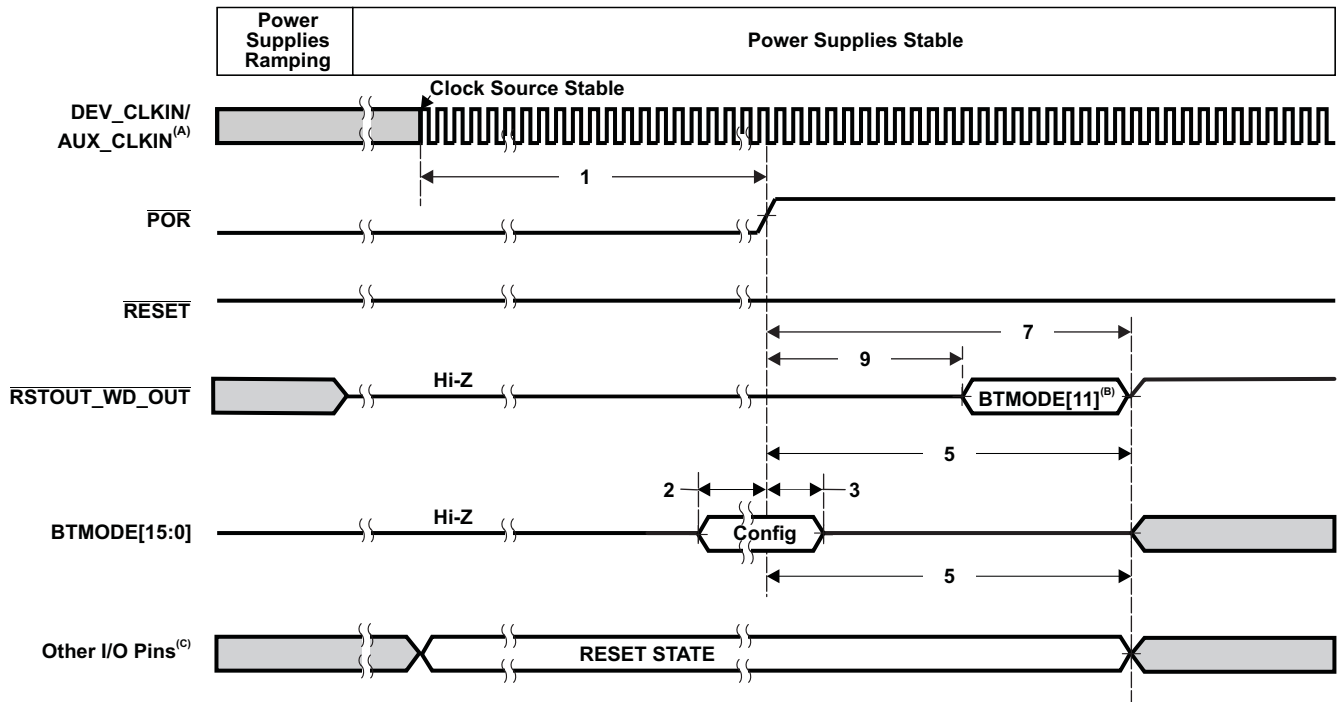 Power
Supplies
Ramping
Power Supplies Stable
Clock Source Stable
DEV_CLKIN/
AUX_CLKIN(A)
1
POR
RESET
7
9
RSTOUT_WD_OUT
Hi-Z
BTMODE[11](B)
5
2
3
BTMODE[15:0]
Hi-Z
Config
5
Other I/O Pins(C)
RESET STATE